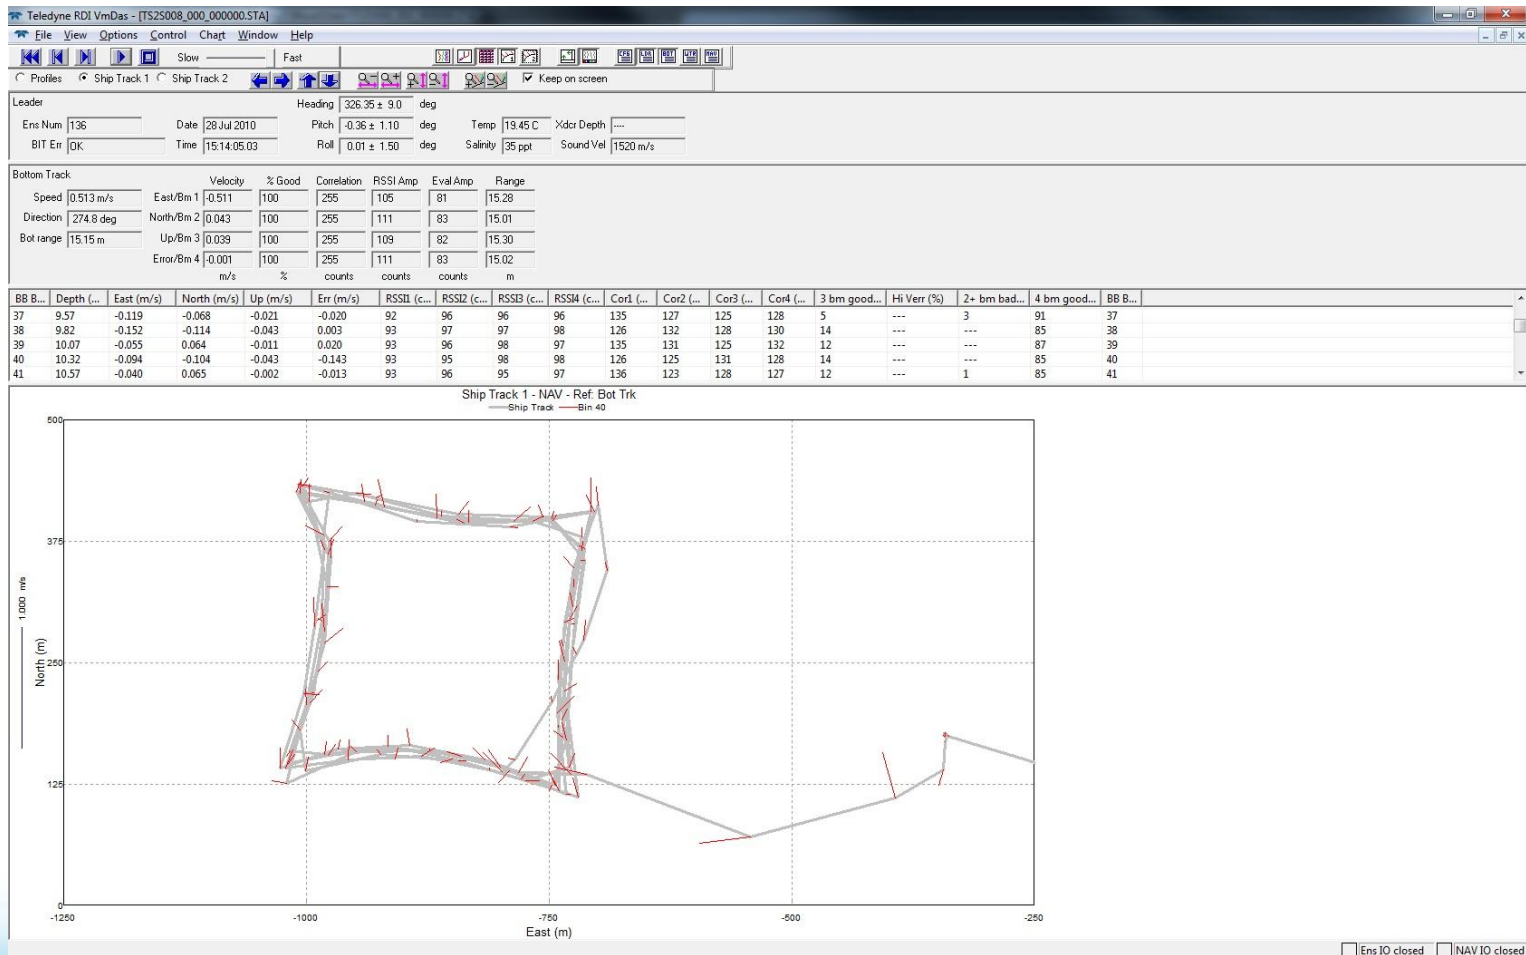 Teledyne RDI VmDas - [TS2S008_000_000000.STA]
File View Options Control Chart Window Help
Slow Fast
Profiles Ship Track 1 Ship Track 2 Keep on screen
Leader Heading 326.35 ± 9.0 deg
Ens Num 136 Date 28 Jul 2010 Pitch -0.36 ± 1.10 deg Temp 19.45 C Xdcr Depth ----
BIT Err OK Time 15:14:05.03 Roll 0.01 ± 1.50 deg Salinity 35 ppt Sound Vel 1520 m/s
Bottom Track Velocity % Good Correlation RSSI Amp Eval Amp Range
Speed 0.513 m/s East/Bm 1 -0.511 100 255 105 81 15.28
Direction 274.8 deg North/Bm 2 0.043 100 255 111 83 15.01
Bot range 15.15 m Up/Bm 3 0.039 100 255 109 82 15.30
Error/Bm 4 -0.001 100 255 111 83 15.02
m/s % counts counts counts m
BB B... Depth (... East (m/s) North (m/s) Up (m/s) Err (m/s) RSSI1 (c... RSSI2 (c... RSSI3 (c... RSSI4 (c... Cor1 (... Cor2 (... Cor3 (... Cor4 (... 3 bm good... Hi Verr (%) 2+ bm bad... 4 bm good... BB B...
37 9.57 -0.119 -0.068 -0.021 -0.020 92 96 96 96 135 127 125 128 5 --- 3 91 37
38 9.82 -0.152 -0.114 -0.043 0.003 93 97 97 98 126 132 128 130 14 --- --- 85 38
39 10.07 -0.055 0.064 -0.011 0.020 93 96 98 97 135 131 125 132 12 --- --- 87 39
40 10.32 -0.094 -0.104 -0.043 -0.143 93 95 98 98 126 125 131 128 14 --- --- 85 40
41 10.57 -0.040 0.065 -0.002 -0.013 93 96 95 97 136 123 128 127 12 --- 1 85 41
Ship Track 1 - NAV - Ref: Bot Trk
Ship Track Bin 40
500
375
250
125
0
1.000 m/s
North (m)
-1250 -1000 -750 -500 -250
East (m)
Ens IO closed NAV IO closed